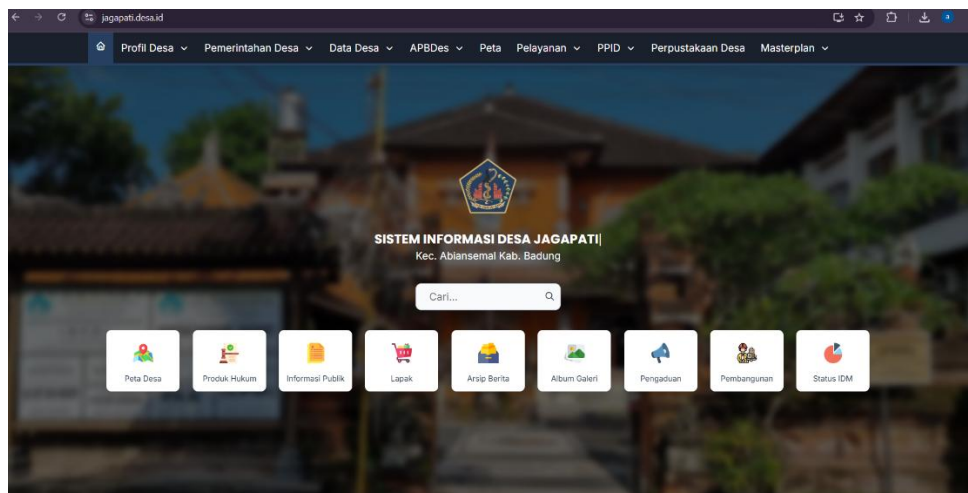 jagapati.desa.id
Profil Desa Pemerintahan Desa Data Desa APBDes Peta Pelayanan PPID Perpustakaan Desa Masterplan
SISTEM INFORMASI DESA JAGAPATI|
Kec. Abiansemal Kab. Badung
Cari...
Peta Desa Produk Hukum Informasi Publik Lapak Arsip Berita Album Galeri Pengaduan Pembangunan Status IDM